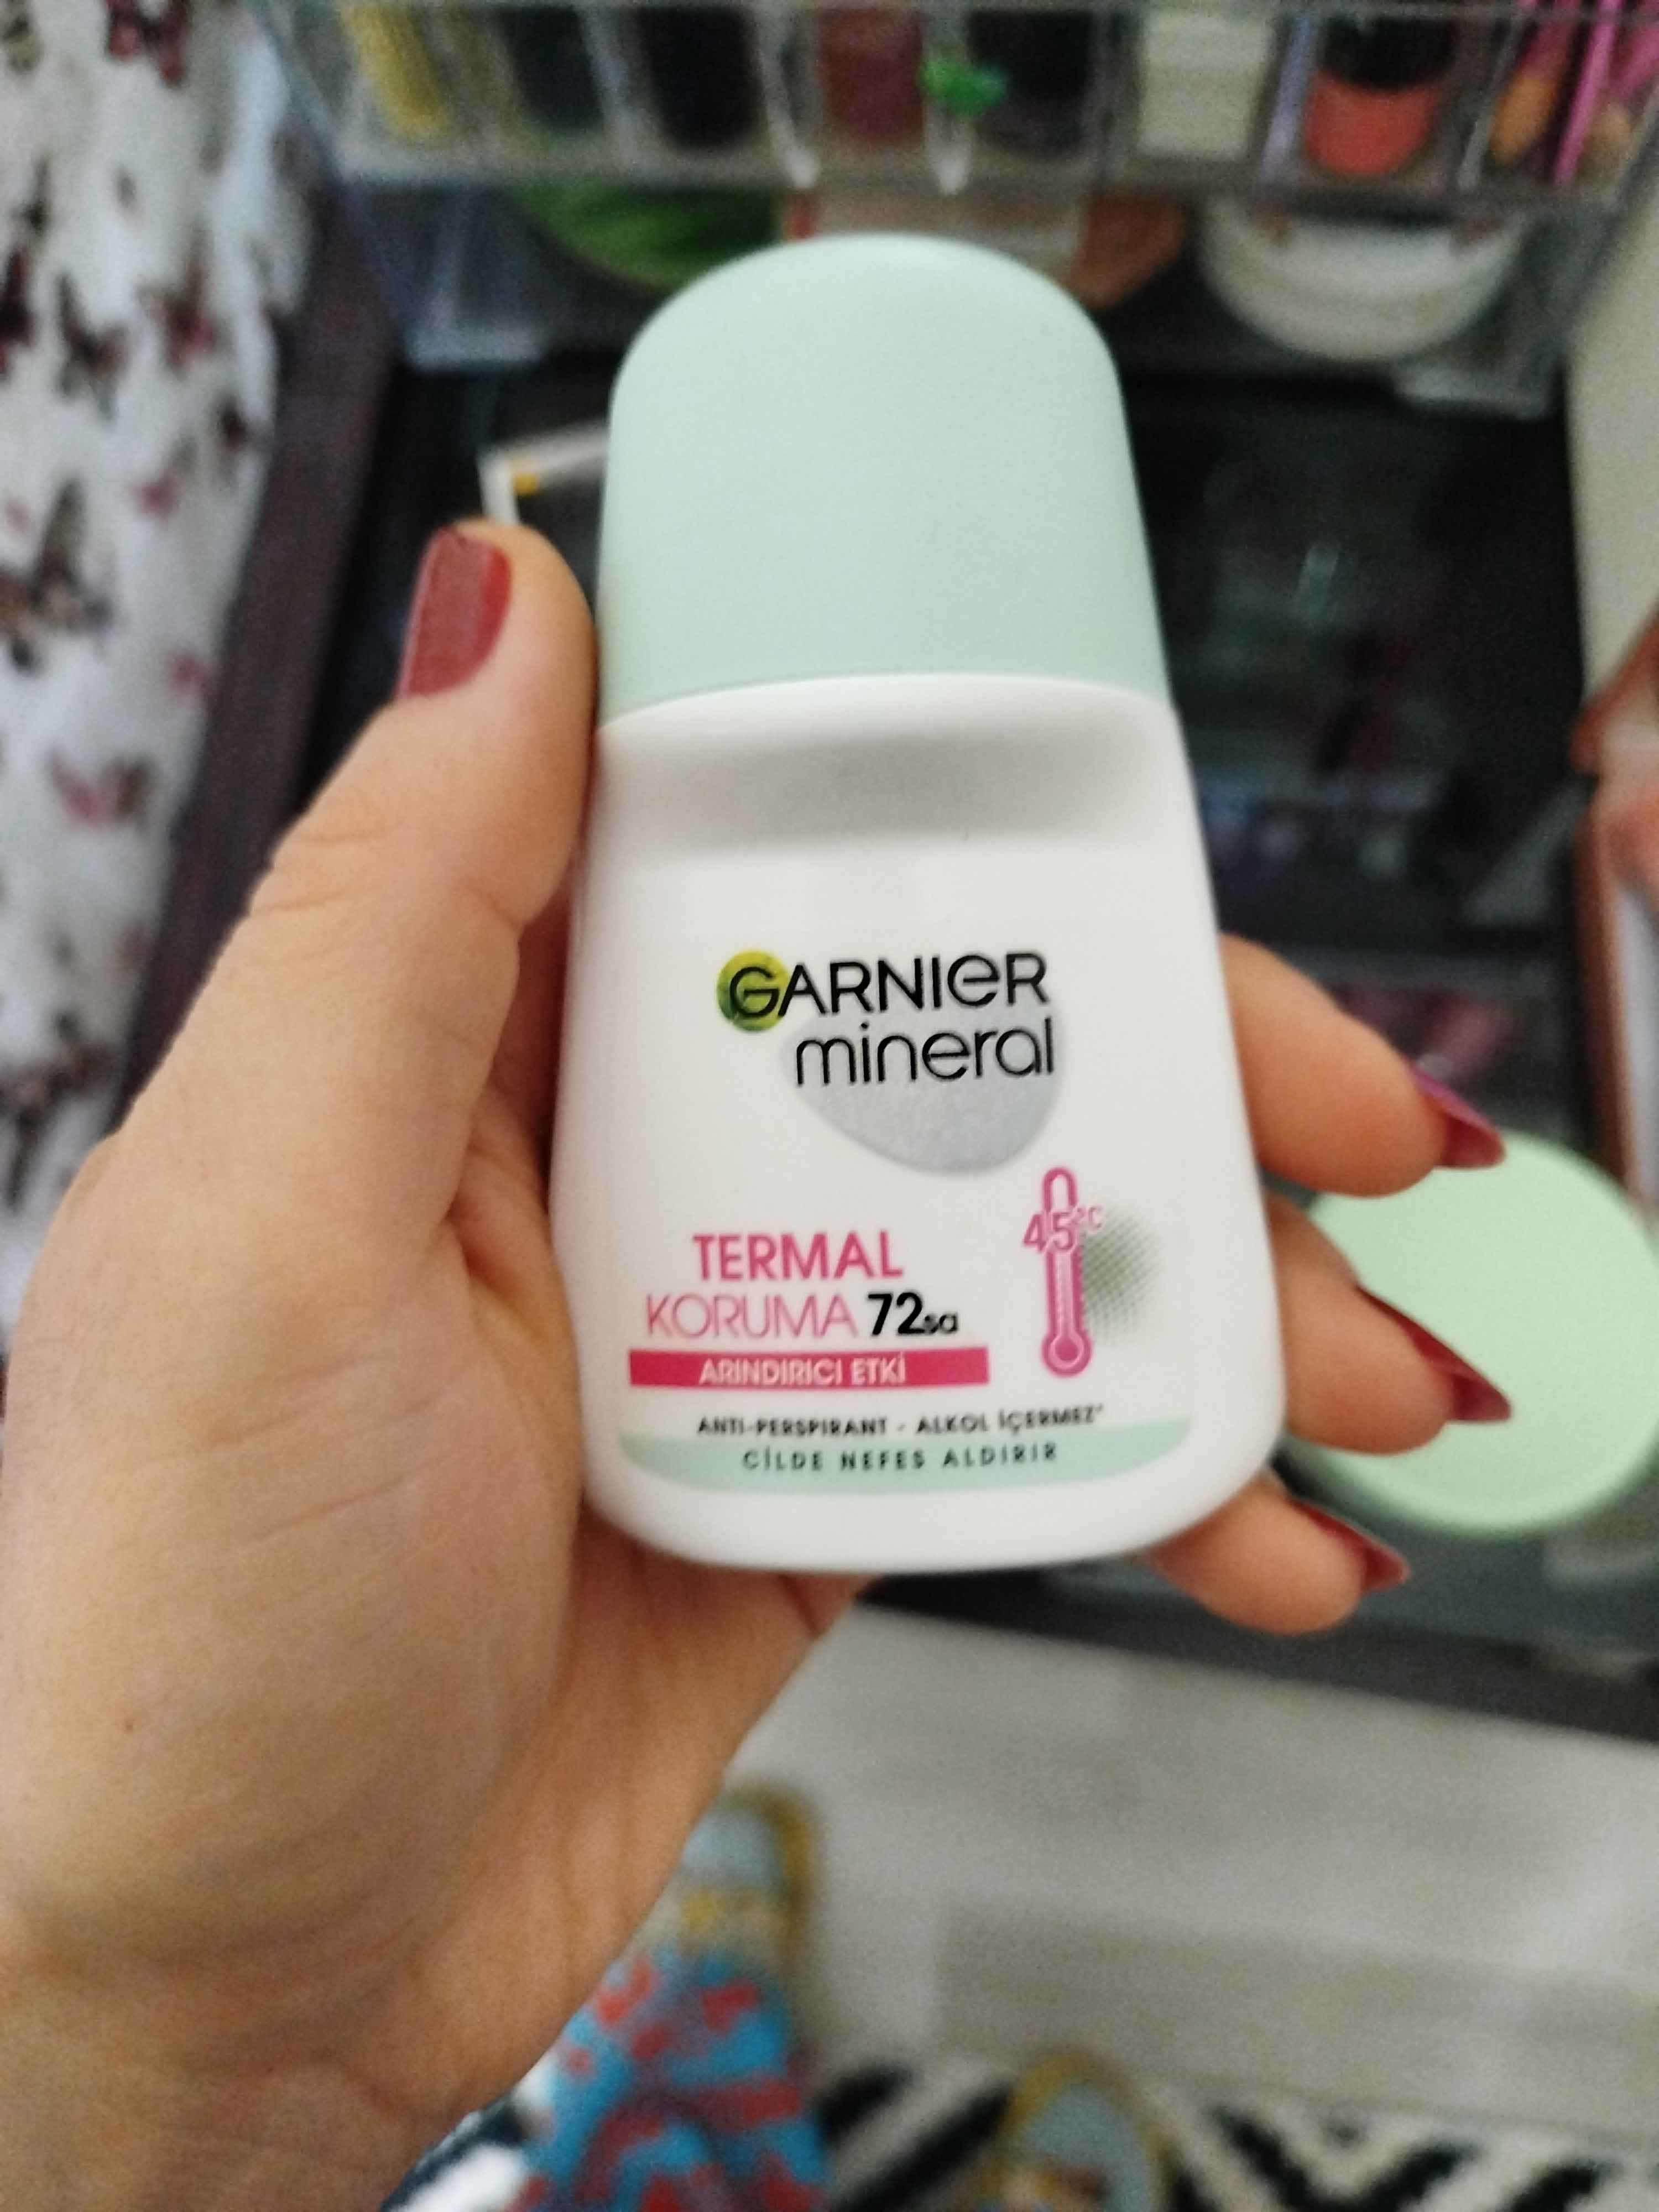 GARNIER
mineral
45°C
TERMAL
KORUMA 72sa
ARINDIRICI ETKİ
ANTI-PERSPIRANT - ALKOL İÇERMEZ*
CİLDE NEFES ALDIRIR